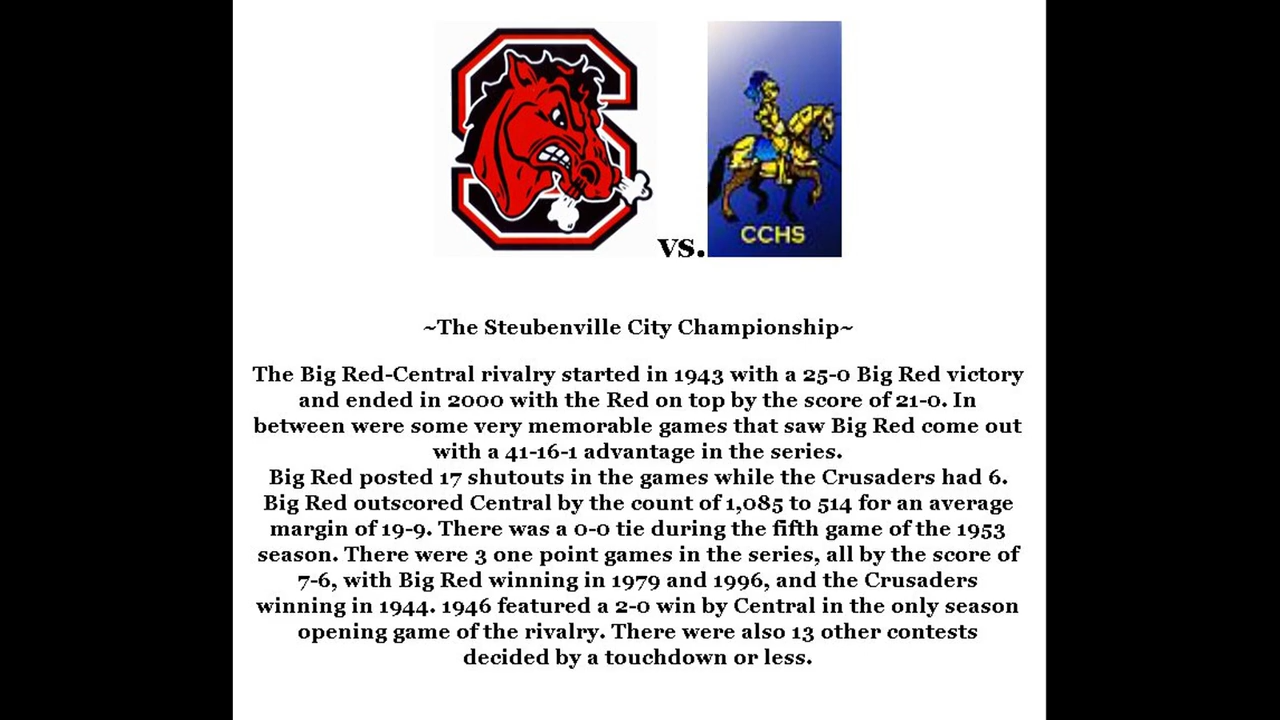 CCHS
vs.
~The Steubenville City Championship~
The Big Red-Central rivalry started in 1943 with a 25-0 Big Red victory
and ended in 2000 with the Red on top by the score of 21-0. In
between were some very memorable games that saw Big Red come out
with a 41-16-1 advantage in the series.
Big Red posted 17 shutouts in the games while the Crusaders had 6.
Big Red outscored Central by the count of 1,085 to 514 for an average
margin of 19-9. There was a 0-0 tie during the fifth game of the 1953
season. There were 3 one point games in the series, all by the score of
7-6, with Big Red winning in 1979 and 1996, and the Crusaders
winning in 1944. 1946 featured a 2-0 win by Central in the only season
opening game of the rivalry. There were also 13 other contests
decided by a touchdown or less.